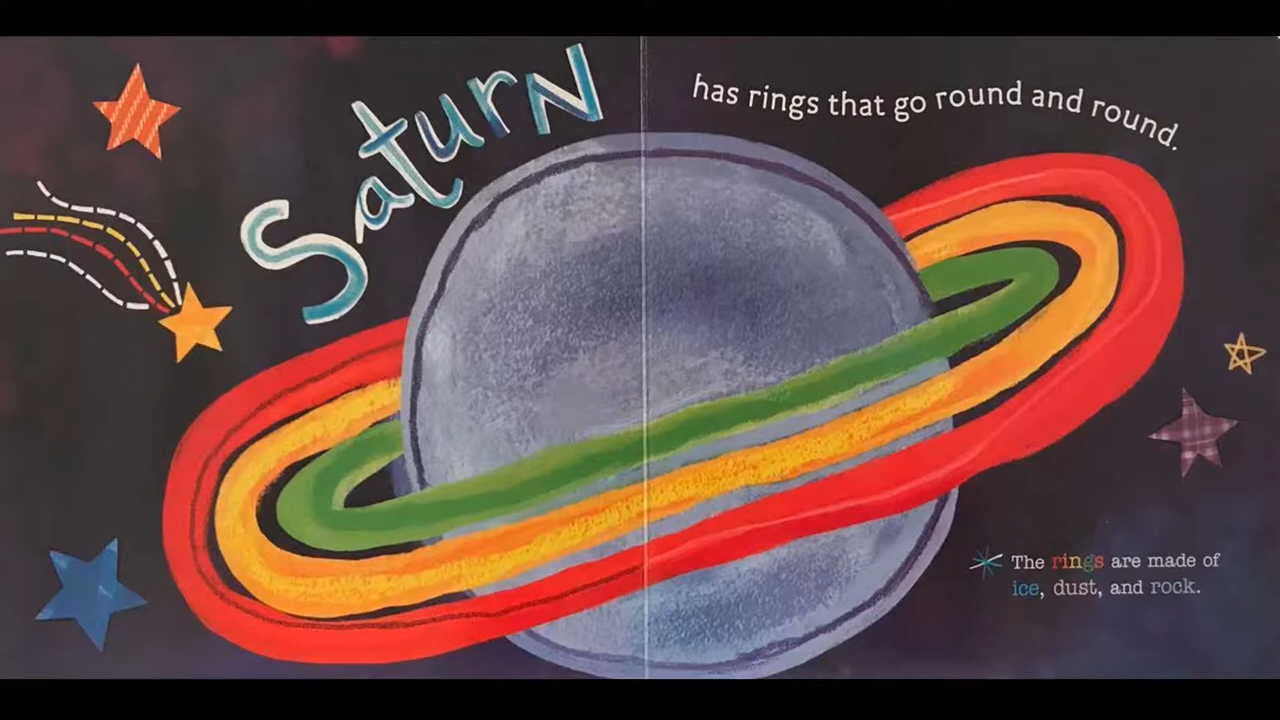 Saturn
has rings that go round and round.
The rings are made of
ice, dust, and rock.